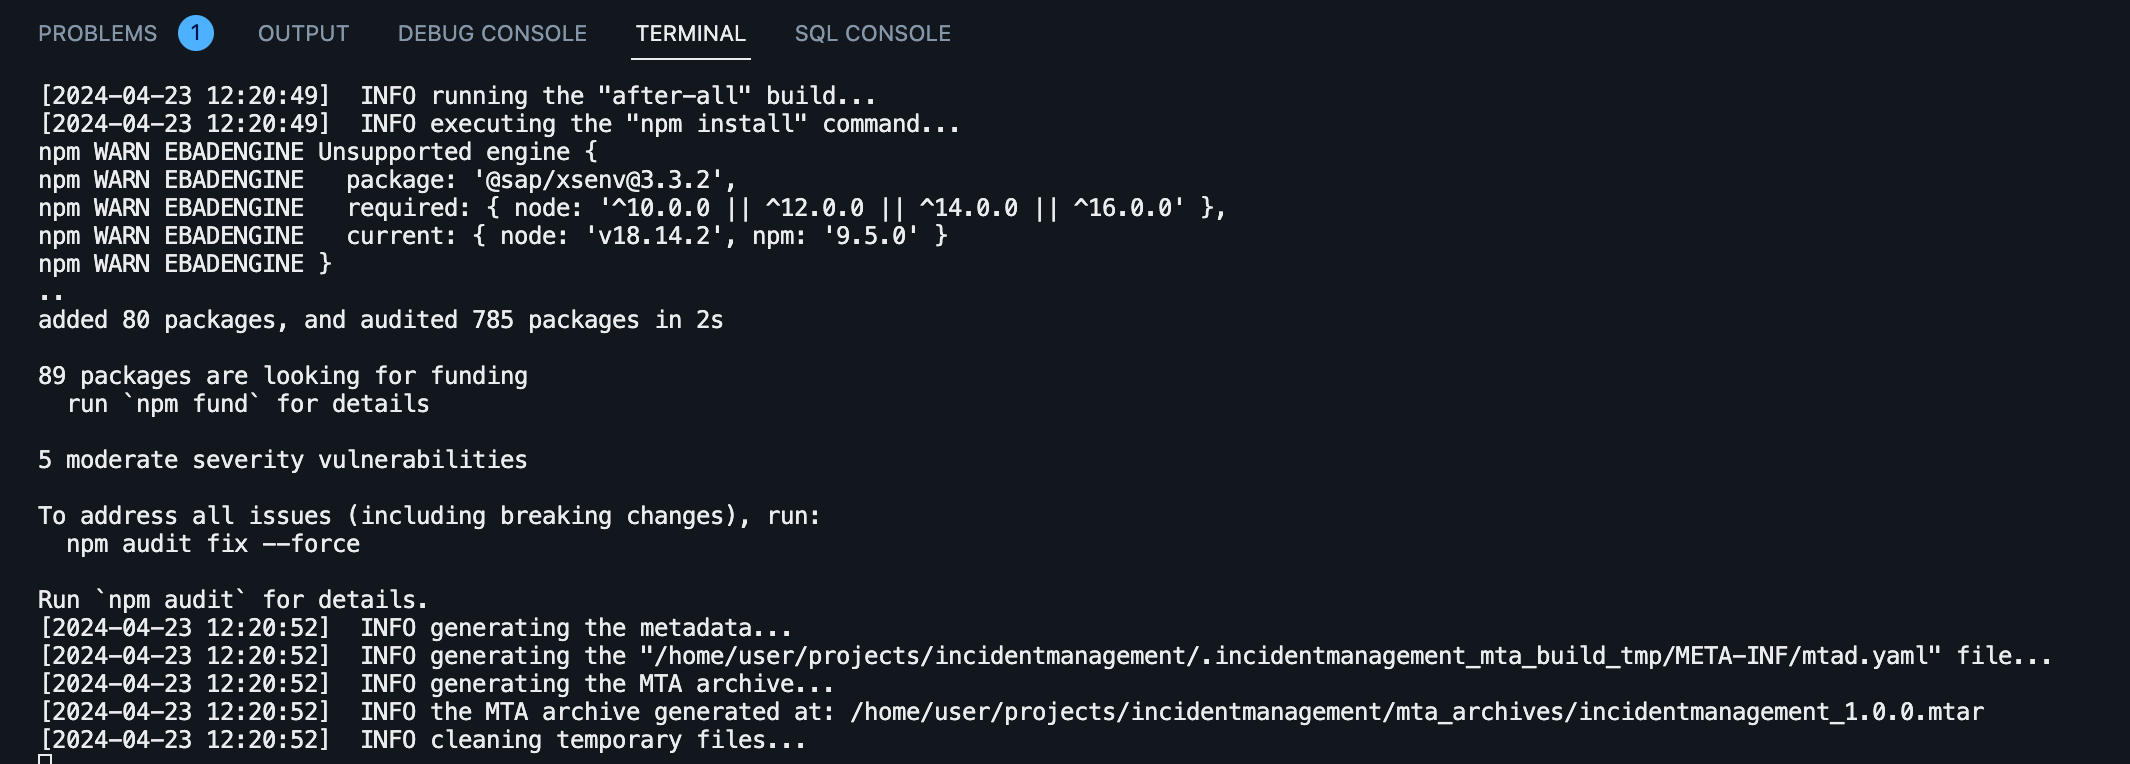 PROBLEMS 1 OUTPUT DEBUG CONSOLE TERMINAL SQL CONSOLE
[2024-04-23 12:20:49]  INFO running the "after-all" build...
[2024-04-23 12:20:49]  INFO executing the "npm install" command...
npm WARN EBADENGINE Unsupported engine {
npm WARN EBADENGINE   package: '@sap/xsenv@3.3.2',
npm WARN EBADENGINE   required: { node: '^10.0.0 || ^12.0.0 || ^14.0.0 || ^16.0.0' },
npm WARN EBADENGINE   current: { node: 'v18.14.2', npm: '9.5.0' }
npm WARN EBADENGINE }
..
added 80 packages, and audited 785 packages in 2s
89 packages are looking for funding
  run `npm fund` for details
5 moderate severity vulnerabilities
To address all issues (including breaking changes), run:
  npm audit fix --force
Run `npm audit` for details.
[2024-04-23 12:20:52]  INFO generating the metadata...
[2024-04-23 12:20:52]  INFO generating the "/home/user/projects/incidentmanagement/.incidentmanagement_mta_build_tmp/META-INF/mtad.yaml" file...
[2024-04-23 12:20:52]  INFO generating the MTA archive...
[2024-04-23 12:20:52]  INFO the MTA archive generated at: /home/user/projects/incidentmanagement/mta_archives/incidentmanagement_1.0.0.mtar
[2024-04-23 12:20:52]  INFO cleaning temporary files...